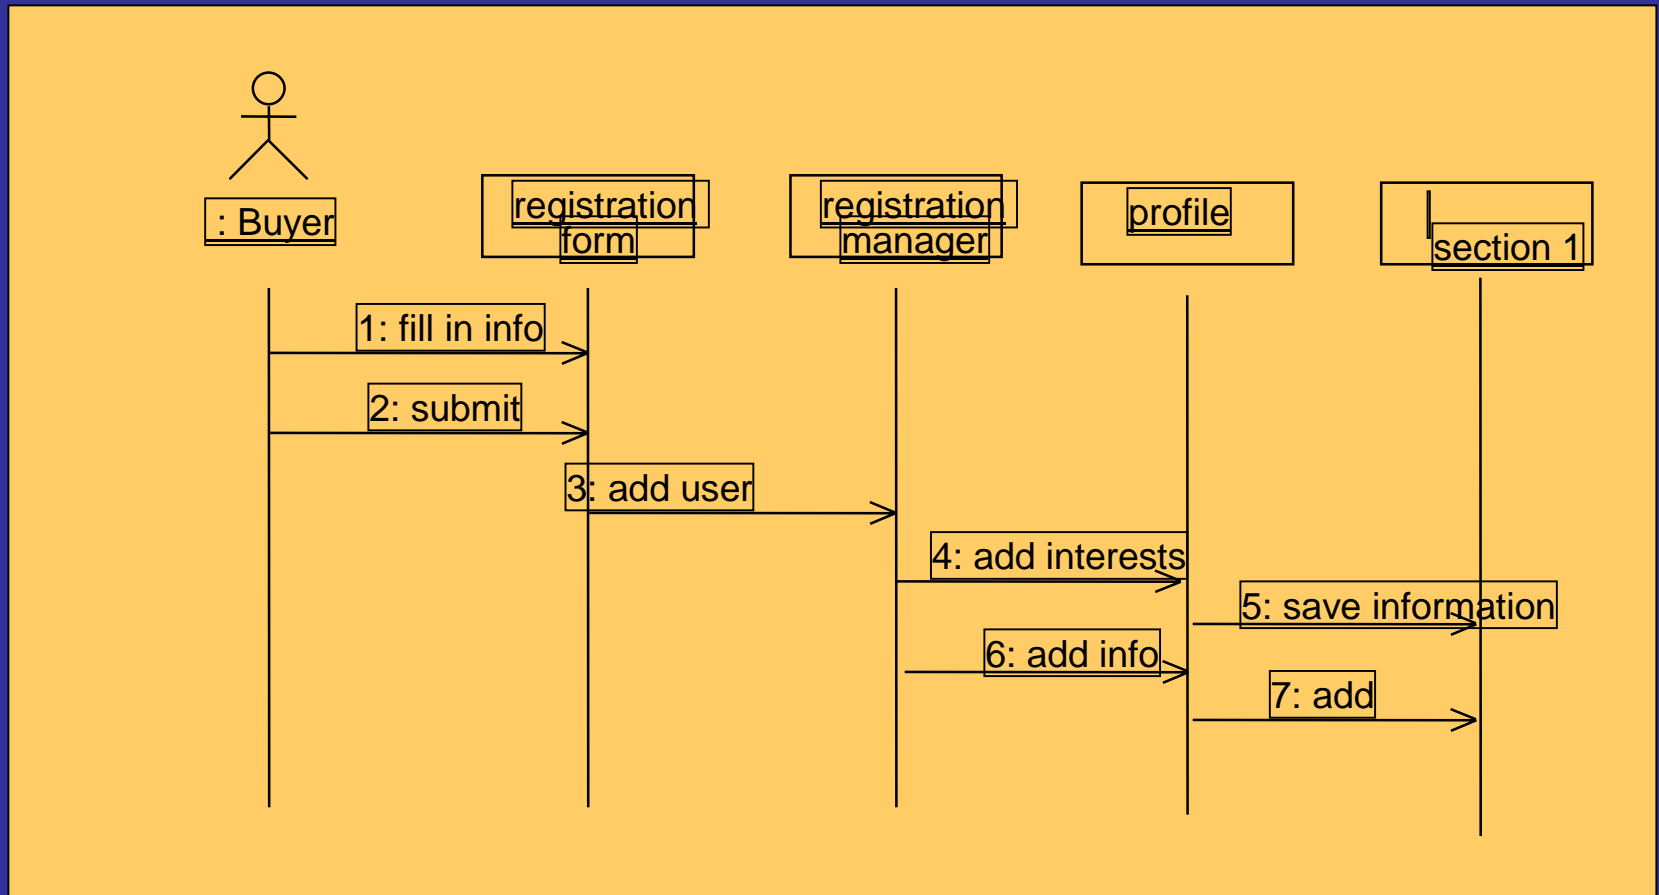 : Buyer
registration
form
registration
manager
profile
section 1
1: fill in info
2: submit
3: add user
4: add interests
5: save information
6: add info
7: add